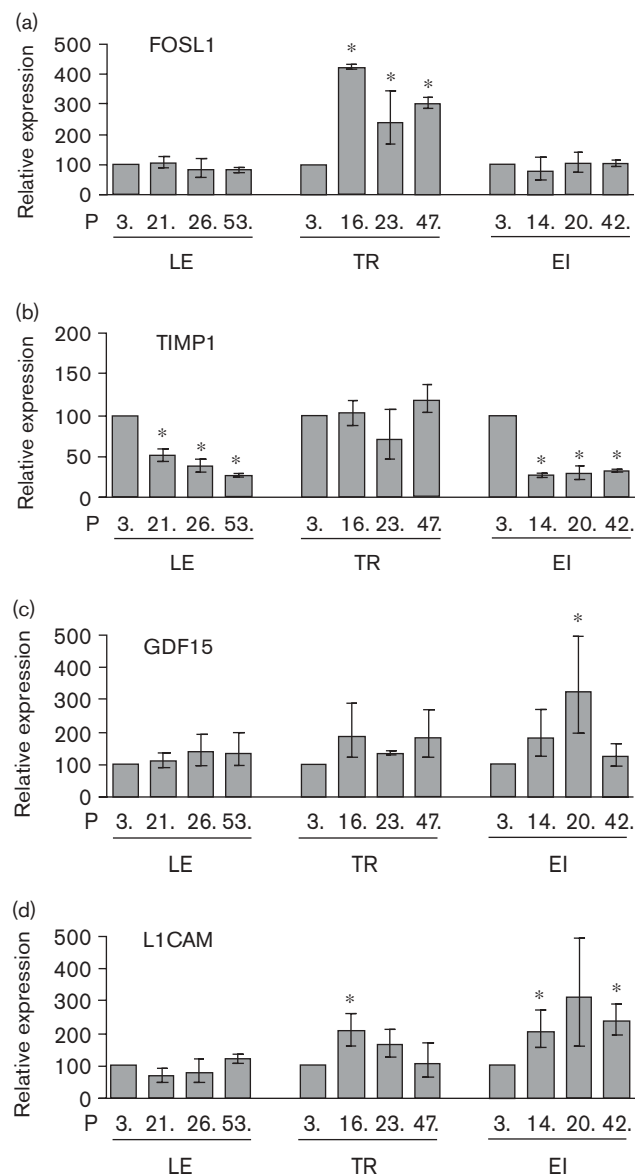 (a)
FOSL1
Relative expression
500
400
300
200
100
0
* * *
P 3. 21. 26. 53. 3. 16. 23. 47. 3. 14. 20. 42.
LE TR EI
(b)
TIMP1
Relative expression
200
150
100
50
0
* * * * * *
P 3. 21. 26. 53. 3. 16. 23. 47. 3. 14. 20. 42.
LE TR EI
(c)
GDF15
Relative expression
500
400
300
200
100
0
*
P 3. 21. 26. 53. 3. 16. 23. 47. 3. 14. 20. 42.
LE TR EI
(d)
L1CAM
Relative expression
500
400
300
200
100
0
* * *
P 3. 21. 26. 53. 3. 16. 23. 47. 3. 14. 20. 42.
LE TR EI